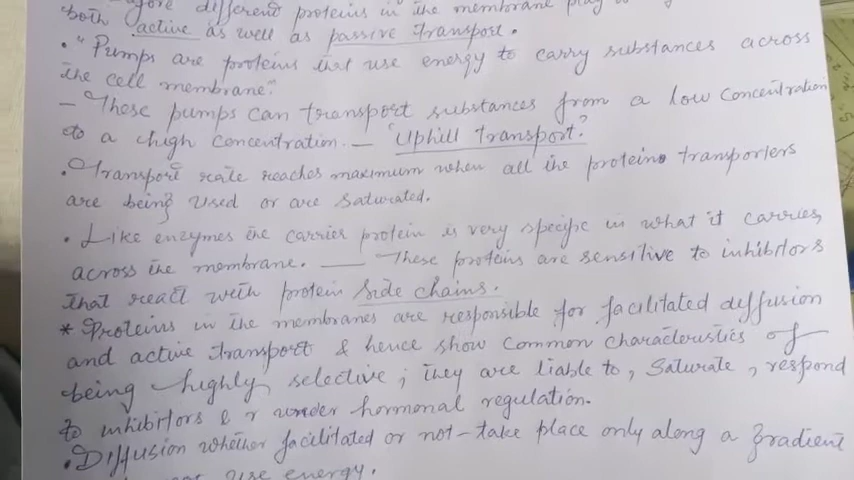 different proteins in the membrane play
both active as well as passive transport.
• "Pumps are proteins that use energy to carry substances across
the cell membrane."
– These pumps can transport substances from a low concentration
to a high concentration. — "Uphill transport."
• Transport rate reaches maximum when all the protein transporters
are being used or are saturated.
• Like enzymes the carrier protein is very specific in what it carries
across the membrane. — These proteins are sensitive to inhibitors
that react with protein side chains.
* Proteins in the membranes are responsible for facilitated diffusion
and active transport & hence show common characteristics of
being highly selective; they are liable to, saturate, respond
to inhibitors & r under hormonal regulation.
• Diffusion whether facilitated or not – take place only along a gradient
use energy.